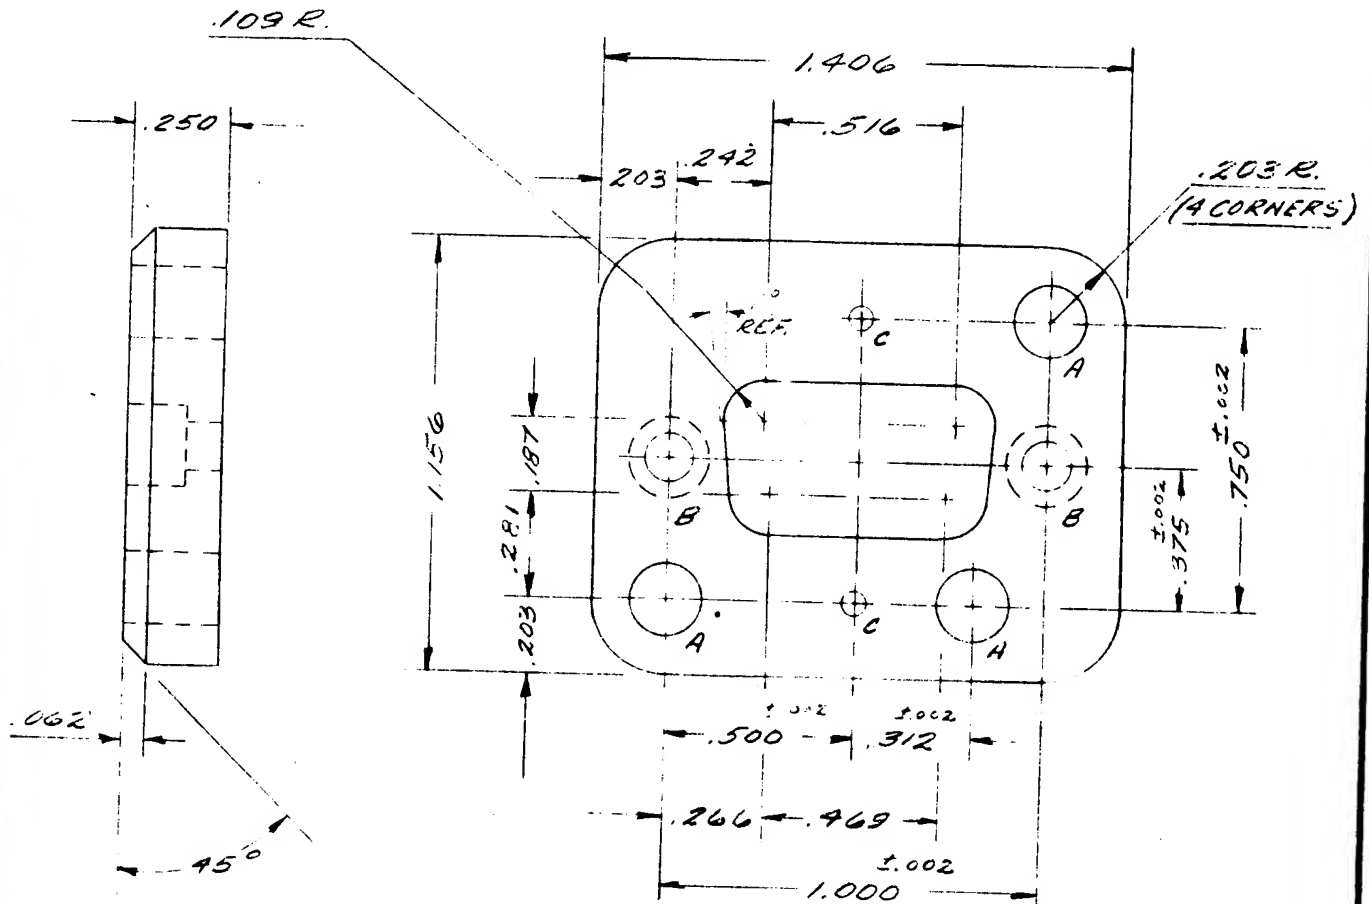 .109 R.
1.406
.250
.516
.242
.203
.203 R.
(4 CORNERS)
REF.
C
A
±.002
.750
1.156
.187
B
B
±.002
.375
.281
.203
A
C
A
.062
±.002
±.002
.500
.312
45°
.266
.469
±.002
1.000